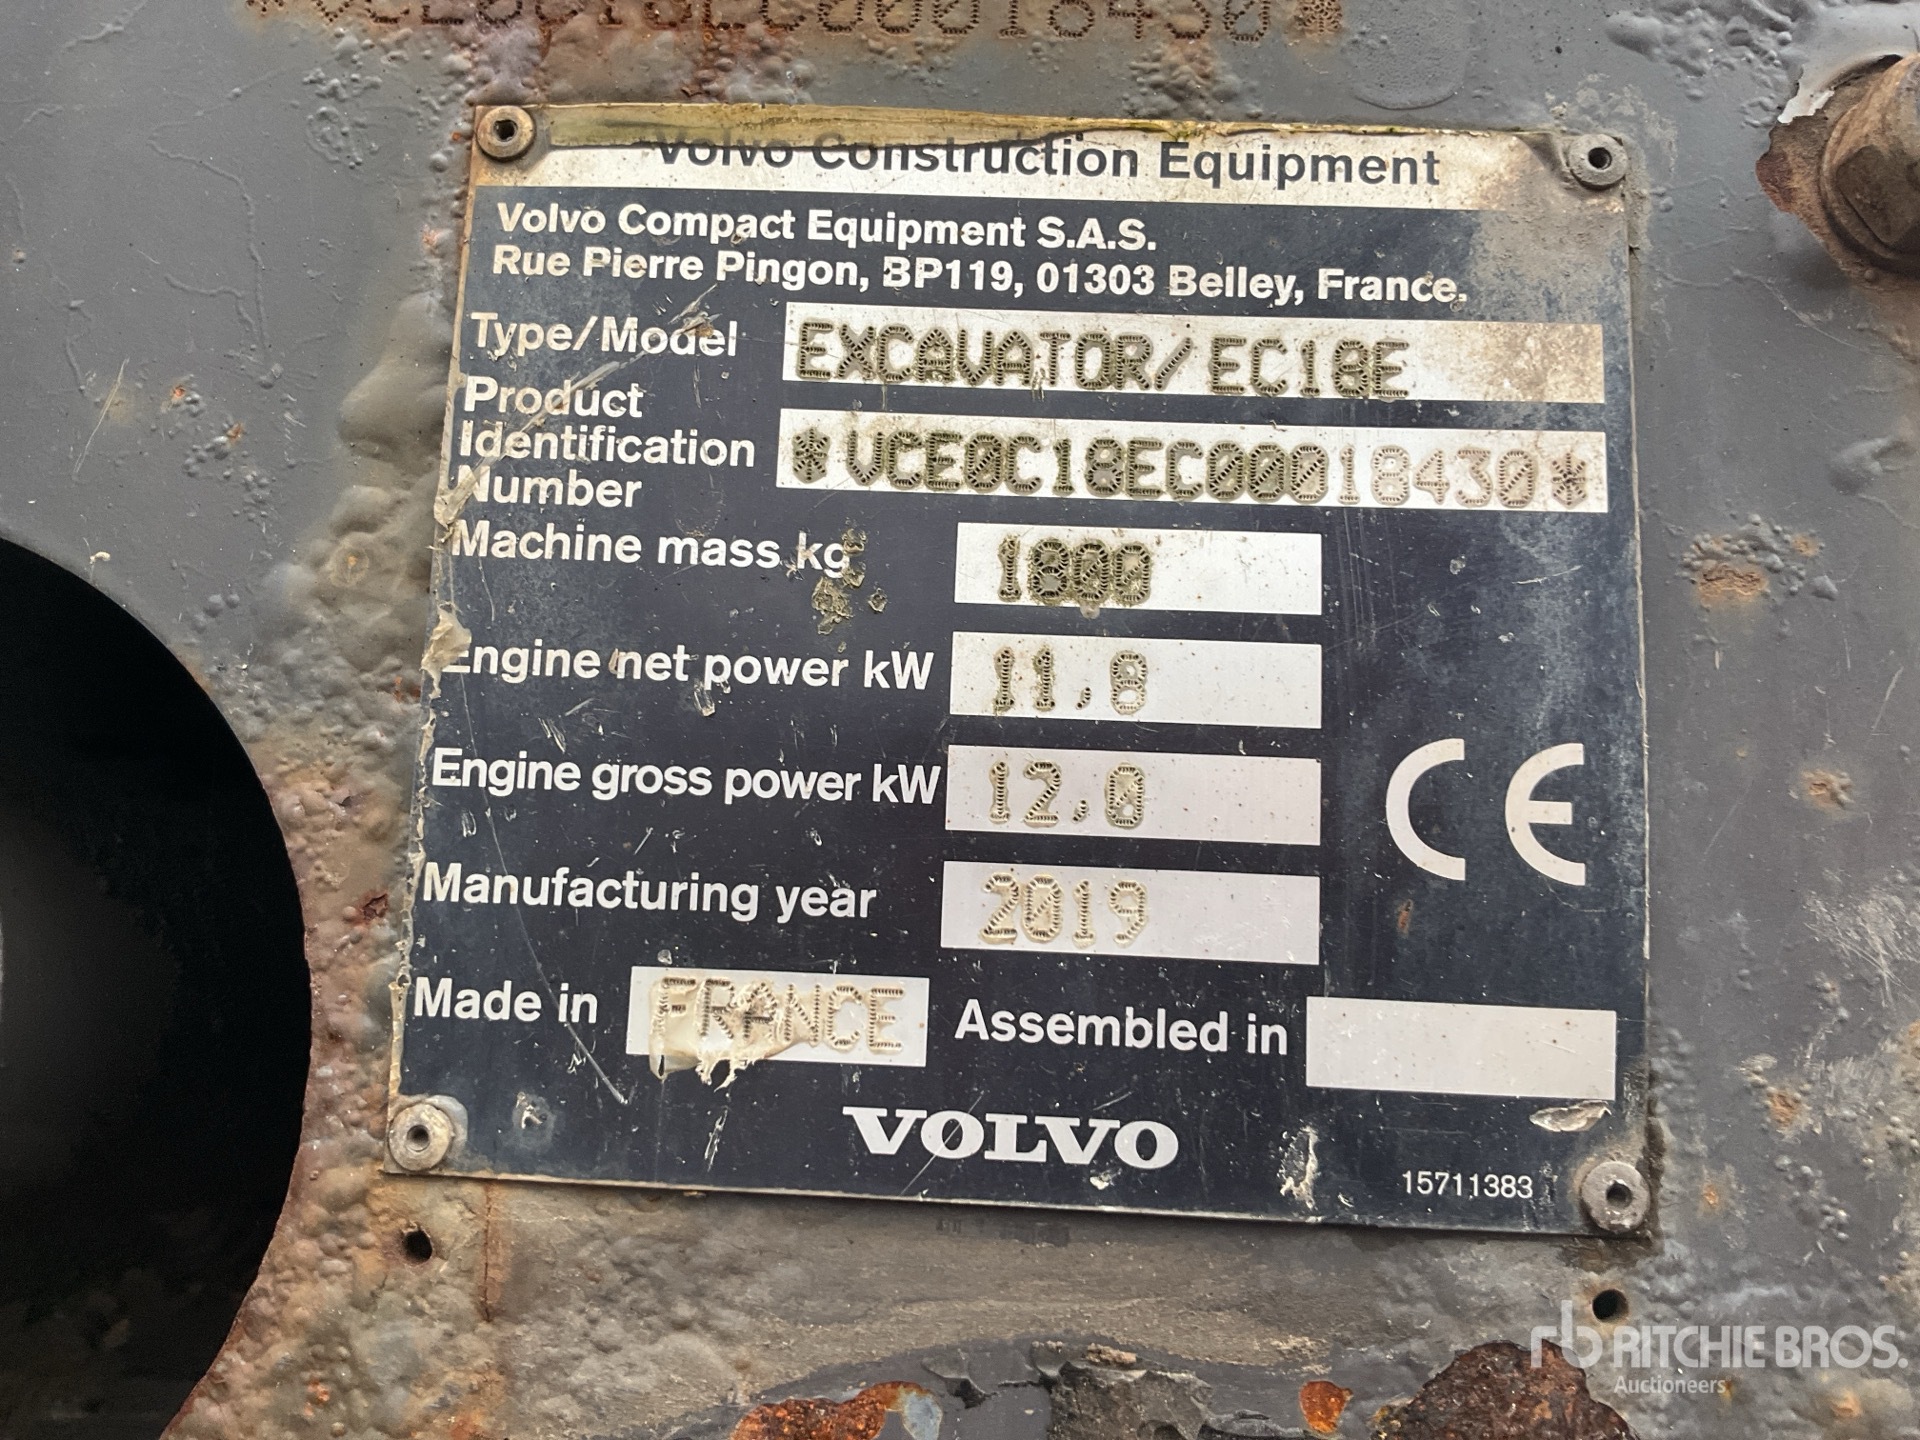 *VCE0C18EC00018430*
Volvo Construction Equipment
Volvo Compact Equipment S.A.S.
Rue Pierre Pingon, BP119, 01303 Belley, France.
Type/Model EXCAVATOR/EC18E
Product
Identification
Number *VCE0C18EC00018430*
Machine mass kg 1800
Engine net power kW 11,8
Engine gross power kW 12,0
Manufacturing year 2019
CE
Made in FRANCE Assembled in
VOLVO
15711383
rb RITCHIE BROS.
Auctioneers